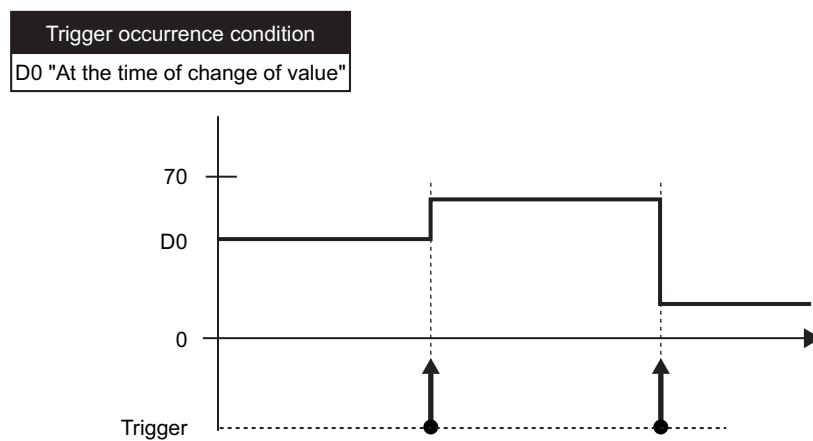 Trigger occurrence condition
D0 "At the time of change of value"
70
D0
0
Trigger